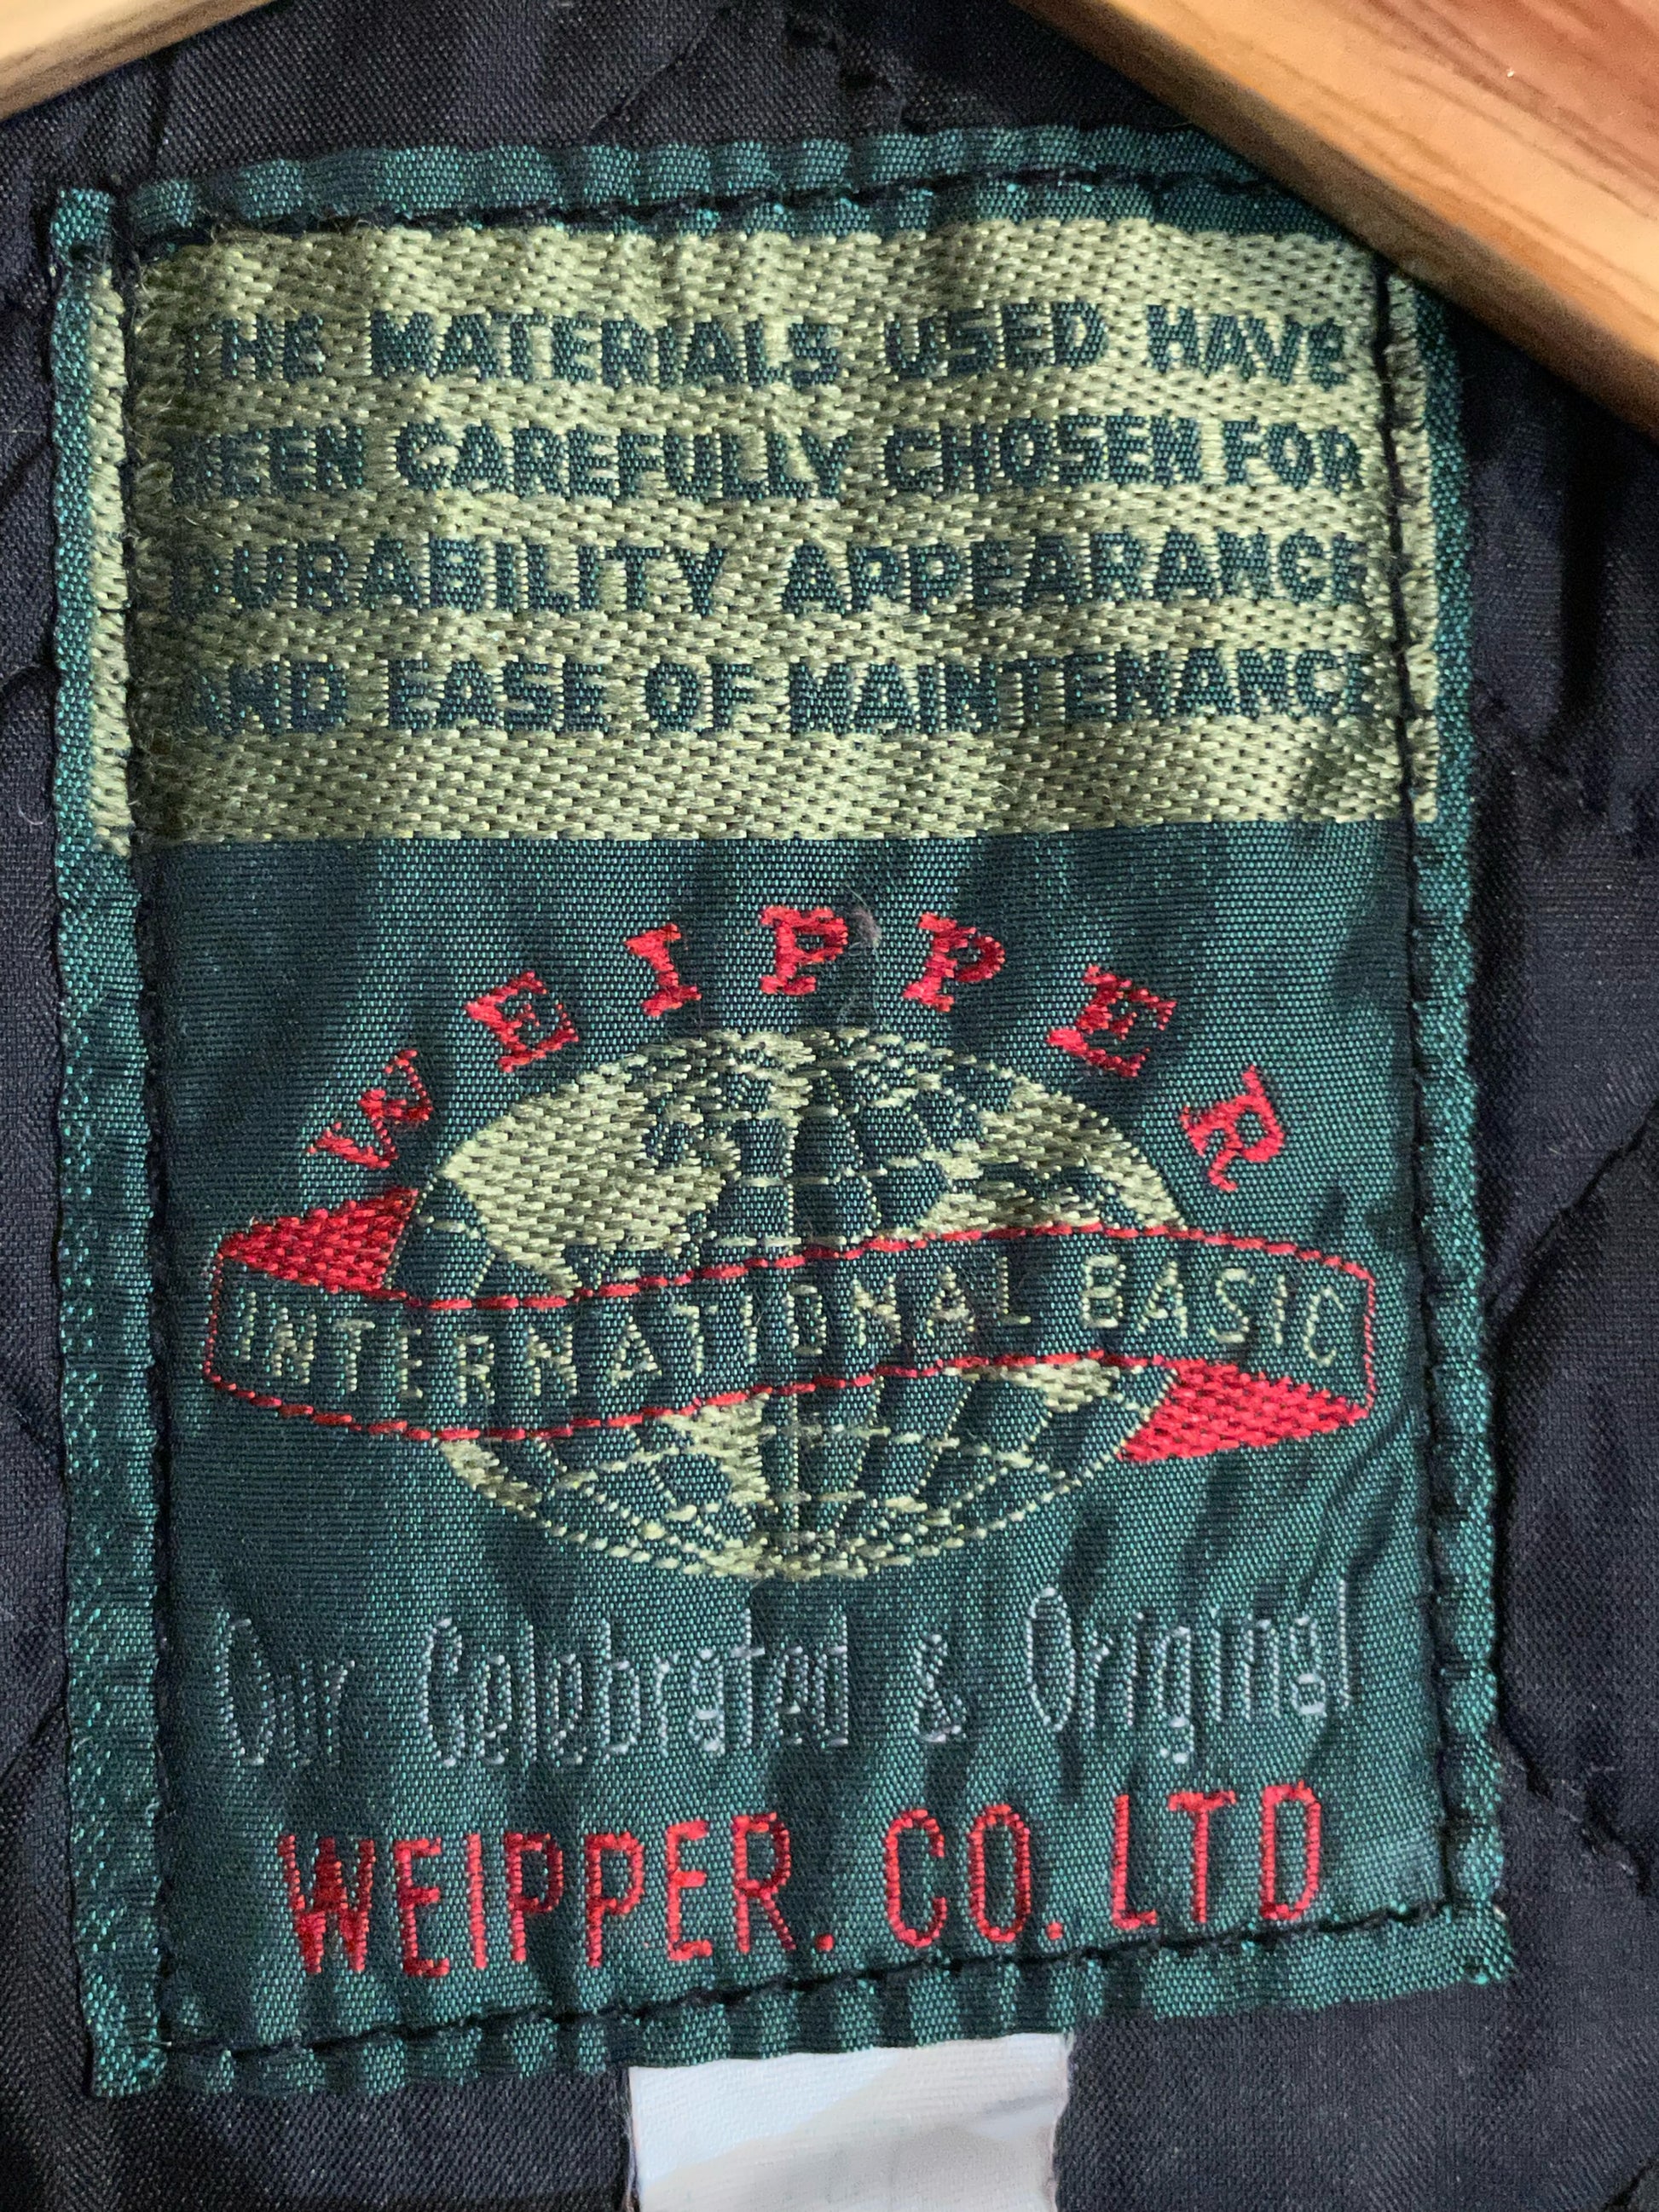 THE MATERIALS USED HAVE
BEEN CAREFULLY CHOSEN FOR
DURABILITY APPEARANCE
AND EASE OF MAINTENANCE
WEIPPER
INTERNATIONAL BASIC
Our Celebrated & Original
WEIPPER. CO. LTD